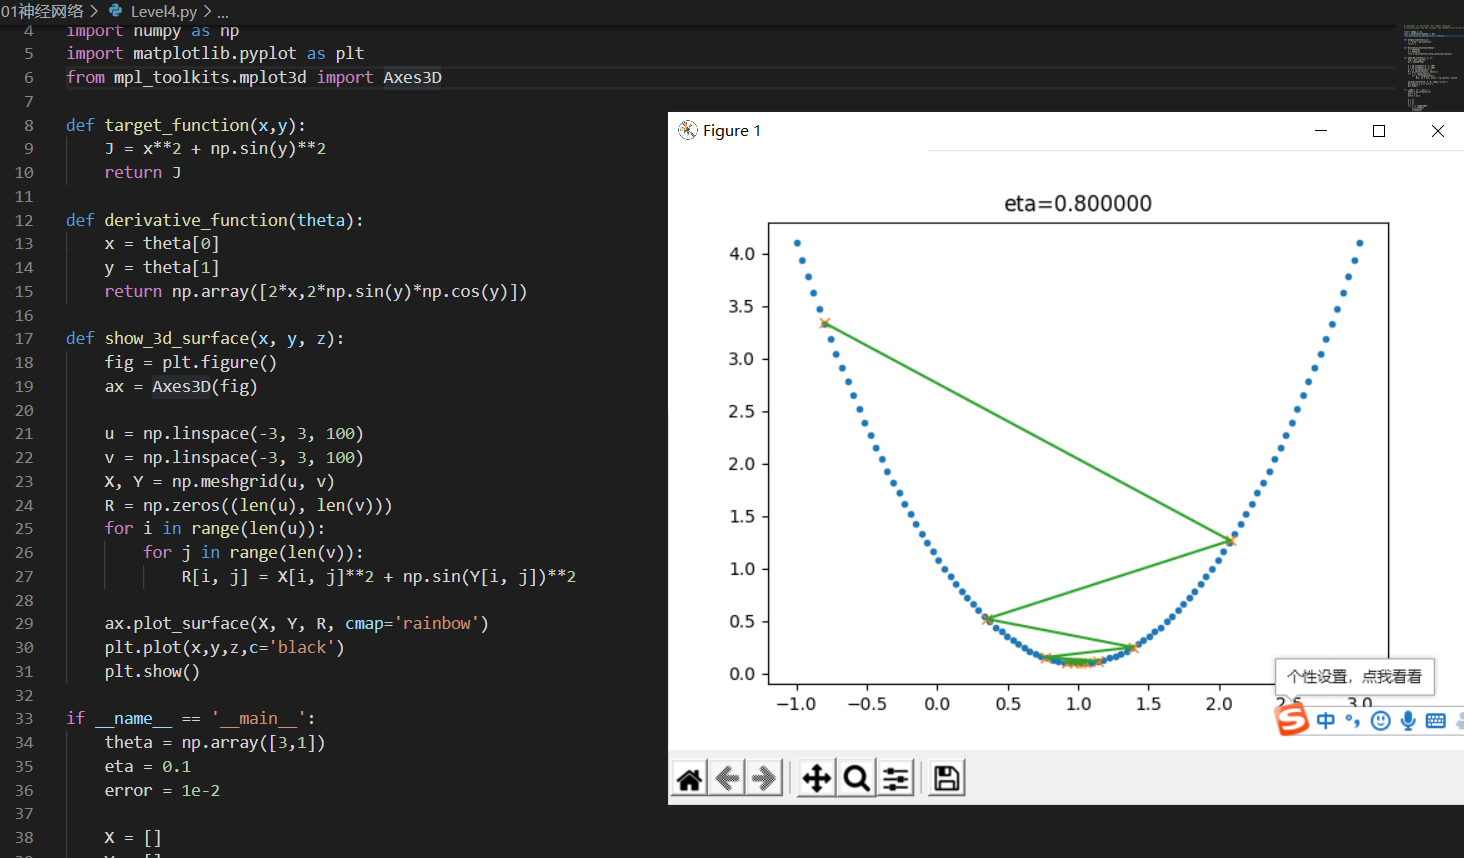 01神经网络 > Level4.py > ...
4 import numpy as np
5 import matplotlib.pyplot as plt
6 from mpl_toolkits.mplot3d import Axes3D
7
8 def target_function(x,y):
9 J = x**2 + np.sin(y)**2
10 return J
11
12 def derivative_function(theta):
13 x = theta[0]
14 y = theta[1]
15 return np.array([2*x,2*np.sin(y)*np.cos(y)])
16
17 def show_3d_surface(x, y, z):
18 fig = plt.figure()
19 ax = Axes3D(fig)
20
21 u = np.linspace(-3, 3, 100)
22 v = np.linspace(-3, 3, 100)
23 X, Y = np.meshgrid(u, v)
24 R = np.zeros((len(u), len(v)))
25 for i in range(len(u)):
26 for j in range(len(v)):
27 R[i, j] = X[i, j]**2 + np.sin(Y[i, j])**2
28
29 ax.plot_surface(X, Y, R, cmap='rainbow')
30 plt.plot(x,y,z,c='black')
31 plt.show()
32
33 if __name__ == '__main__':
34 theta = np.array([3,1])
35 eta = 0.1
36 error = 1e-2
37
38 X = []
Figure 1
eta=0.800000
4.0
3.5
3.0
2.5
2.0
1.5
1.0
0.5
0.0
−1.0 −0.5 0.0 0.5 1.0 1.5 2.0 2.5 3.0
个性设置，点我看看
S 中